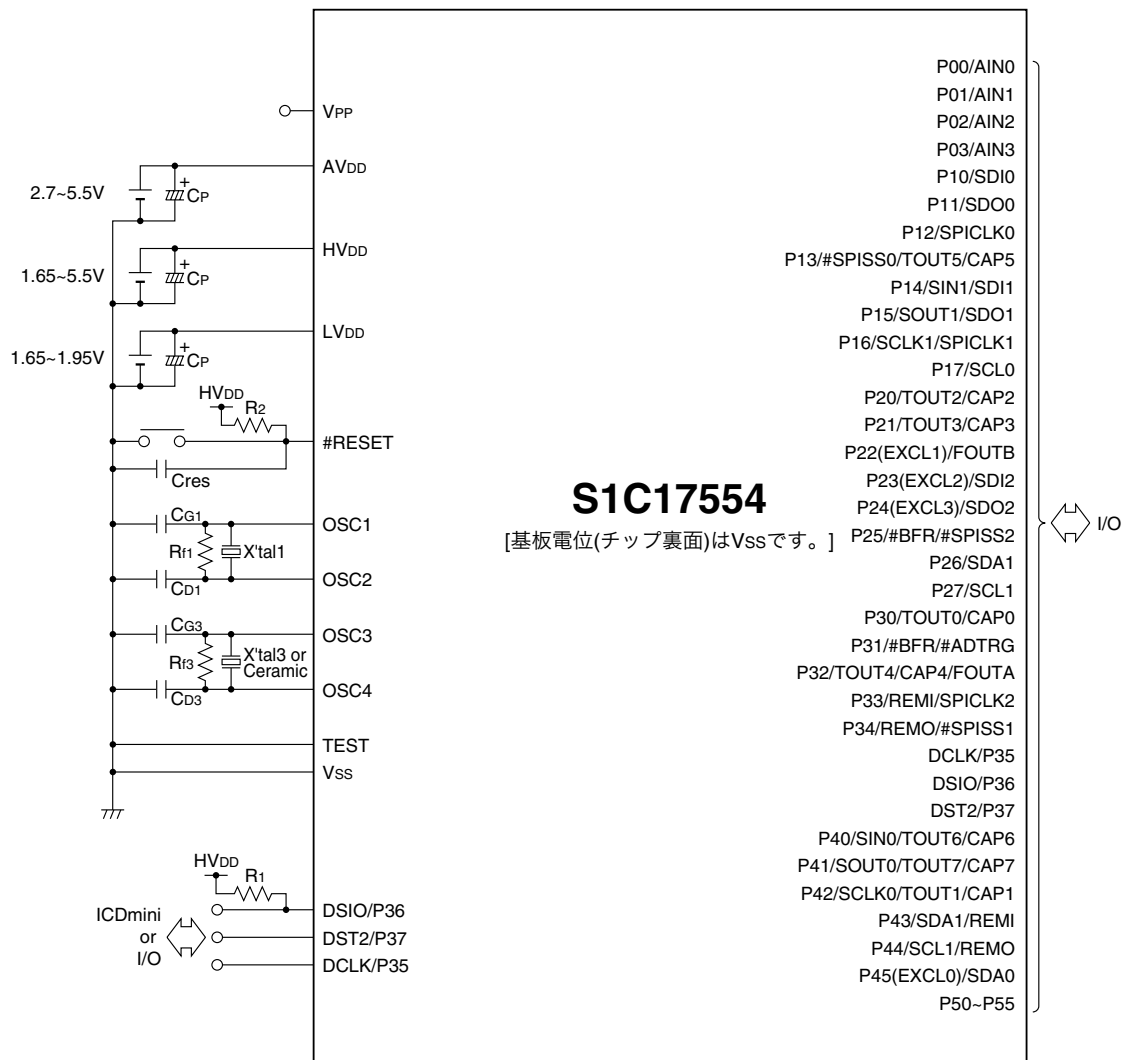 VPP
AVDD
2.7~5.5V
+
CP
HVDD
1.65~5.5V
+
CP
LVDD
1.65~1.95V
+
CP
HVDD
R2
#RESET
Cres
CG1
OSC1
Rf1
X'tal1
CD1
OSC2
CG3
OSC3
Rf3
X'tal3 or
Ceramic
CD3
OSC4
TEST
VSS
HVDD
R1
ICDmini
or
I/O
DSIO/P36
DST2/P37
DCLK/P35
S1C17554
[基板電位(チップ裏面)はVSSです。]
P00/AIN0
P01/AIN1
P02/AIN2
P03/AIN3
P10/SDI0
P11/SDO0
P12/SPICLK0
P13/#SPISS0/TOUT5/CAP5
P14/SIN1/SDI1
P15/SOUT1/SDO1
P16/SCLK1/SPICLK1
P17/SCL0
P20/TOUT2/CAP2
P21/TOUT3/CAP3
P22(EXCL1)/FOUTB
P23(EXCL2)/SDI2
P24(EXCL3)/SDO2
P25/#BFR/#SPISS2
P26/SDA1
P27/SCL1
P30/TOUT0/CAP0
P31/#BFR/#ADTRG
P32/TOUT4/CAP4/FOUTA
P33/REMI/SPICLK2
P34/REMO/#SPISS1
DCLK/P35
DSIO/P36
DST2/P37
P40/SIN0/TOUT6/CAP6
P41/SOUT0/TOUT7/CAP7
P42/SCLK0/TOUT1/CAP1
P43/SDA1/REMI
P44/SCL1/REMO
P45(EXCL0)/SDA0
P50~P55
I/O